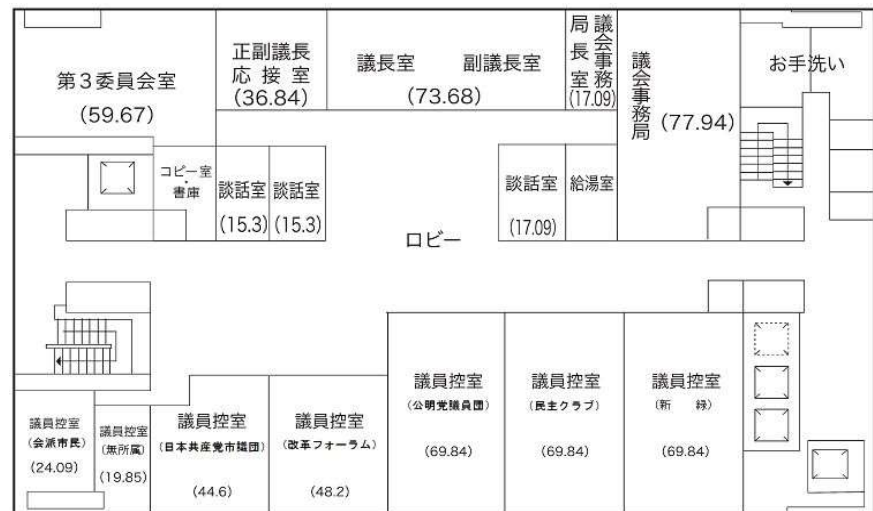 第3委員会室
(59.67)
正副議長
応接室
(36.84)
議長室 副議長室
(73.68)
議会事務
局長室
(17.09)
議会事務局
(77.94)
お手洗い
コピー室
・
書庫
談話室
(15.3)
談話室
(15.3)
ロビー
談話室
(17.09)
給湯室
議員控室
(会派市民)
(24.09)
議員控室
(無所属)
(19.85)
議員控室
(日本共産党市議団)
(44.6)
議員控室
(改革フォーラム)
(48.2)
議員控室
(公明党議員団)
(69.84)
議員控室
(民主クラブ)
(69.84)
議員控室
(新 緑)
(69.84)